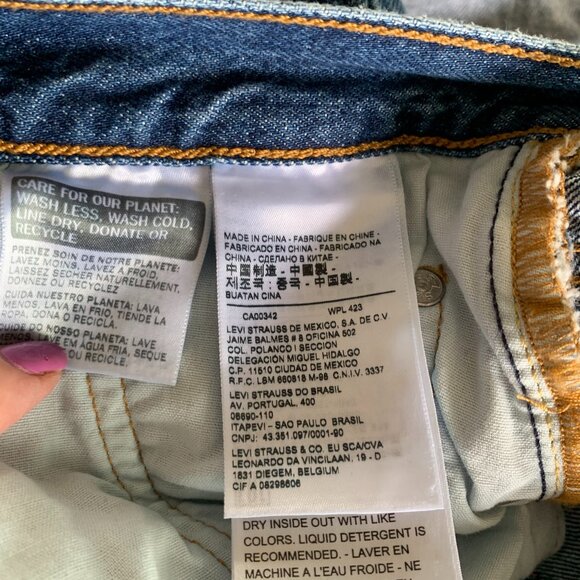 CARE FOR OUR PLANET:
WASH LESS, WASH COLD,
LINE DRY, DONATE OR
RECYCLE
PRENEZ SOIN DE NOTRE PLANETE:
LAVEZ MOINS, LAVEZ A FROID,
LAISSEZ SECHER NATURELLEMENT,
DONNEZ OU RECYCLEZ
CUIDA NUESTRO PLANETA: LAVA
MENOS, LAVA EN FRIO, TIENDE LA
ROPA, DONA O RECICLA.
CUIDE DO NOSSO PLANETA: LAVE
LAVE EM AGUA FRIA, SEQUE
OU RECYCLE.
MADE IN CHINA - FABRIQUE EN CHINE -
FABRICADO EN CHINA - FABRICADO
EN CHINA - СДЕЛАНО В КИТАЕ -
中国制造 - 中國製 -
제조국: 중국 - 中国製 -
BUATAN CINA
CA00342 WPL 423
LEVI STRAUSS DE MEXICO, S.A. DE C.V
JAIME BALMES # 8 OFICINA 502
COL. POLANCO I SECCION
DELEGACIÓN MIGUEL HIDALGO
C.P. 11510 CIUDAD DE MEXICO
R.F.C. LSM 660818 M-98 C.N.I.V. 3337
LEVI STRAUSS DO BRASIL
AV. PORTUGAL, 400
06690-110
ITAPEVI - SAO PAULO BRASIL
CNPJ: 43.351.097/0001-90
LEVI STRAUSS & CO. EU SCA/CVA
LEONARDO DA VINCILAAN, 19 - D
1831 DIEGEM, BELGIUM
CIF A 08298606
DRY INSIDE OUT WITH LIKE
COLORS. LIQUID DETERGENT IS
RECOMMENDED. - LAVER EN
MACHINE A L'EAU FROIDE - NE